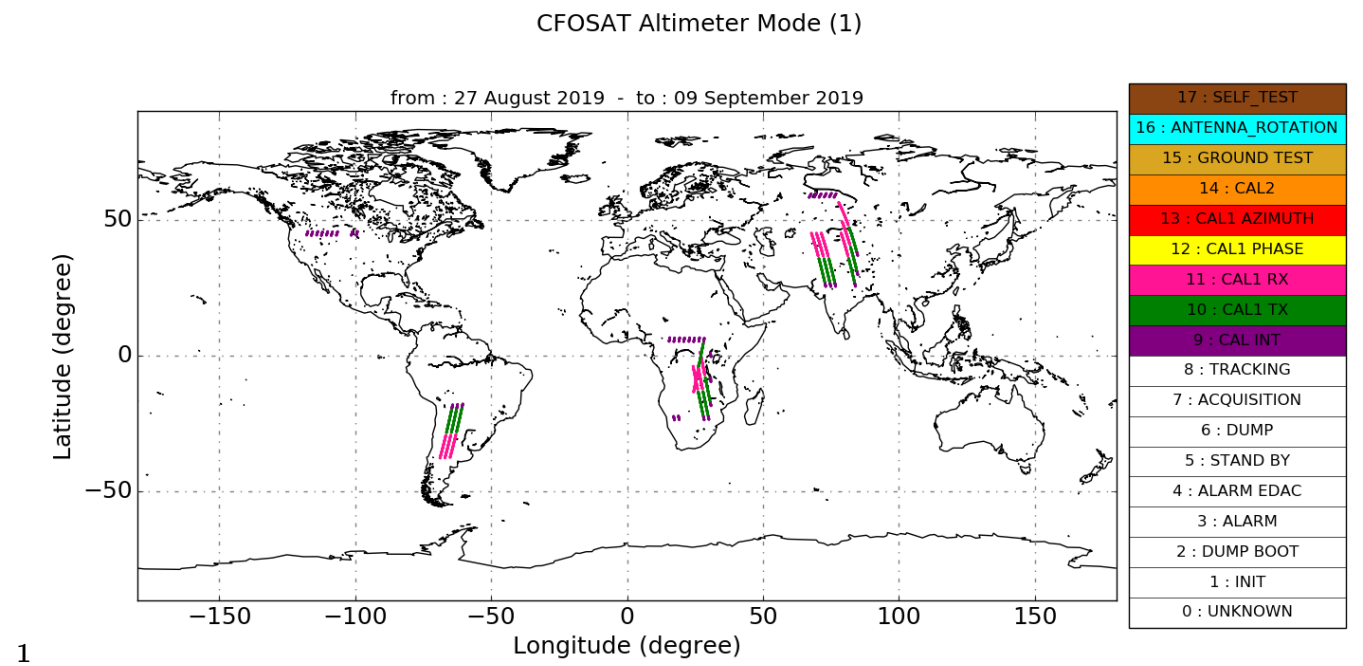 CFOSAT Altimeter Mode (1)
from : 27 August 2019 - to : 09 September 2019
17 : SELF_TEST
16 : ANTENNA_ROTATION
15 : GROUND TEST
14 : CAL2
13 : CAL1 AZIMUTH
12 : CAL1 PHASE
11 : CAL1 RX
10 : CAL1 TX
9 : CAL INT
8 : TRACKING
7 : ACQUISITION
6 : DUMP
5 : STAND BY
4 : ALARM EDAC
3 : ALARM
2 : DUMP BOOT
1 : INIT
0 : UNKNOWN
Latitude (degree)
50
0
−50
−150 −100 −50 0 50 100 150
Longitude (degree)
1